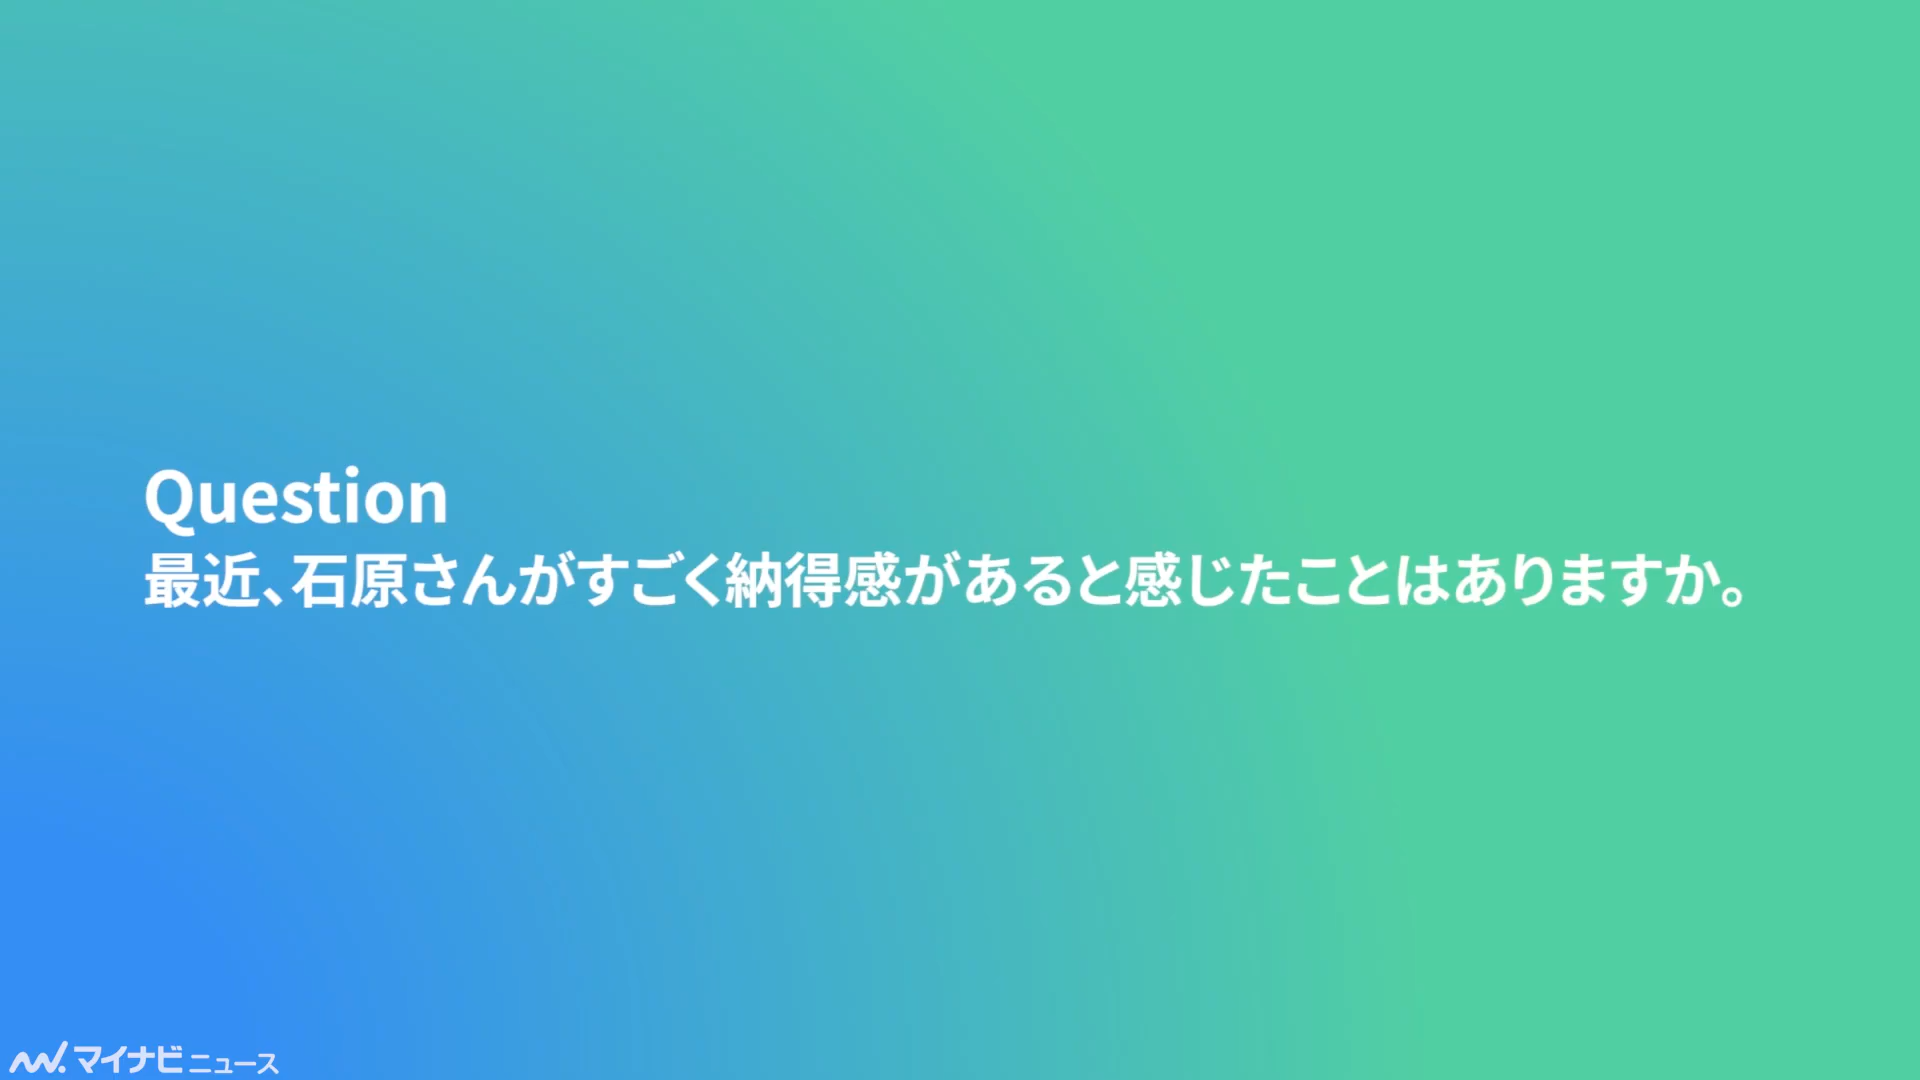 Question
最近、石原さんがすごく納得感があると感じたことはありますか。
マイナビニュース